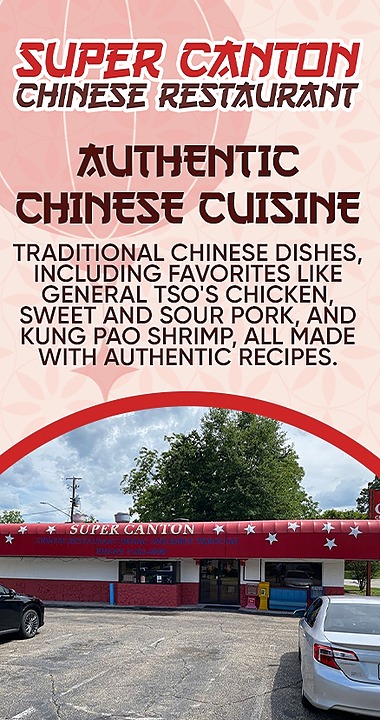 SUPER CANTON
CHINESE RESTAURANT
AUTHENTIC
CHINESE CUISINE
TRADITIONAL CHINESE DISHES,
INCLUDING FAVORITES LIKE
GENERAL TSO'S CHICKEN,
SWEET AND SOUR PORK, AND
KUNG PAO SHRIMP, ALL MADE
WITH AUTHENTIC RECIPES.
SUPER CANTON